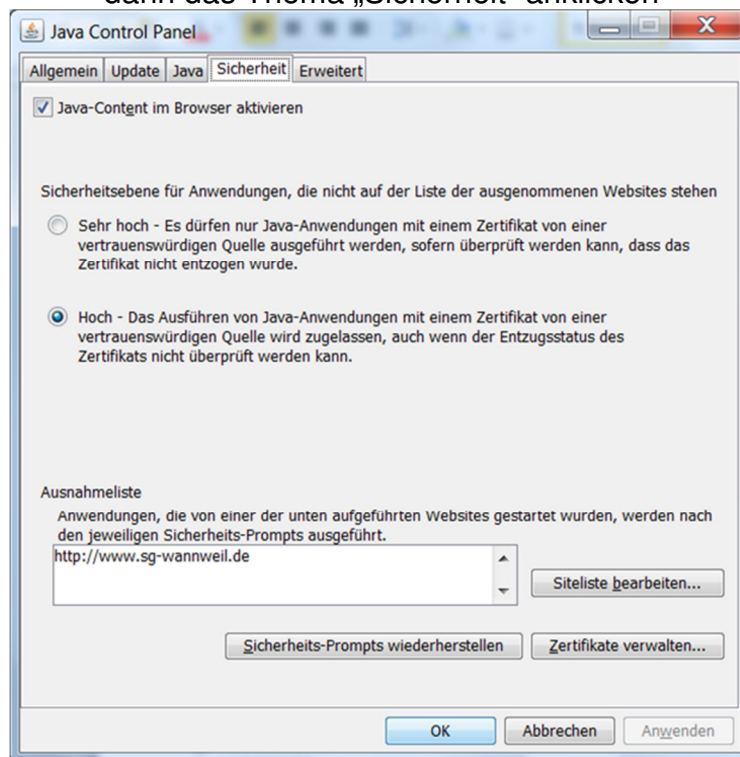 dann das Thema „Sicherheit“ anklicken
Java Control Panel
Allgemein Update Java Sicherheit Erweitert
Java-Content im Browser aktivieren
Sicherheitsebene für Anwendungen, die nicht auf der Liste der ausgenommenen Websites stehen
Sehr hoch - Es dürfen nur Java-Anwendungen mit einem Zertifikat von einer
vertrauenswürdigen Quelle ausgeführt werden, sofern überprüft werden kann, dass das
Zertifikat nicht entzogen wurde.
Hoch - Das Ausführen von Java-Anwendungen mit einem Zertifikat von einer
vertrauenswürdigen Quelle wird zugelassen, auch wenn der Entzugsstatus des
Zertifikats nicht überprüft werden kann.
Ausnahmeliste
Anwendungen, die von einer der unten aufgeführten Websites gestartet wurden, werden nach
den jeweiligen Sicherheits-Prompts ausgeführt.
http://www.sg-wannweil.de
Siteliste bearbeiten...
Sicherheits-Prompts wiederherstellen Zertifikate verwalten...
OK Abbrechen Anwenden